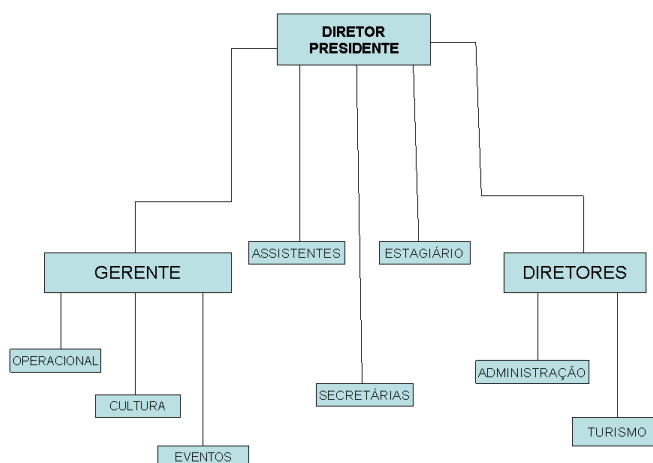 DIRETOR
PRESIDENTE
ASSISTENTES
ESTAGIÁRIO
GERENTE
DIRETORES
OPERACIONAL
ADMINISTRAÇÃO
SECRETÁRIAS
CULTURA
TURISMO
EVENTOS